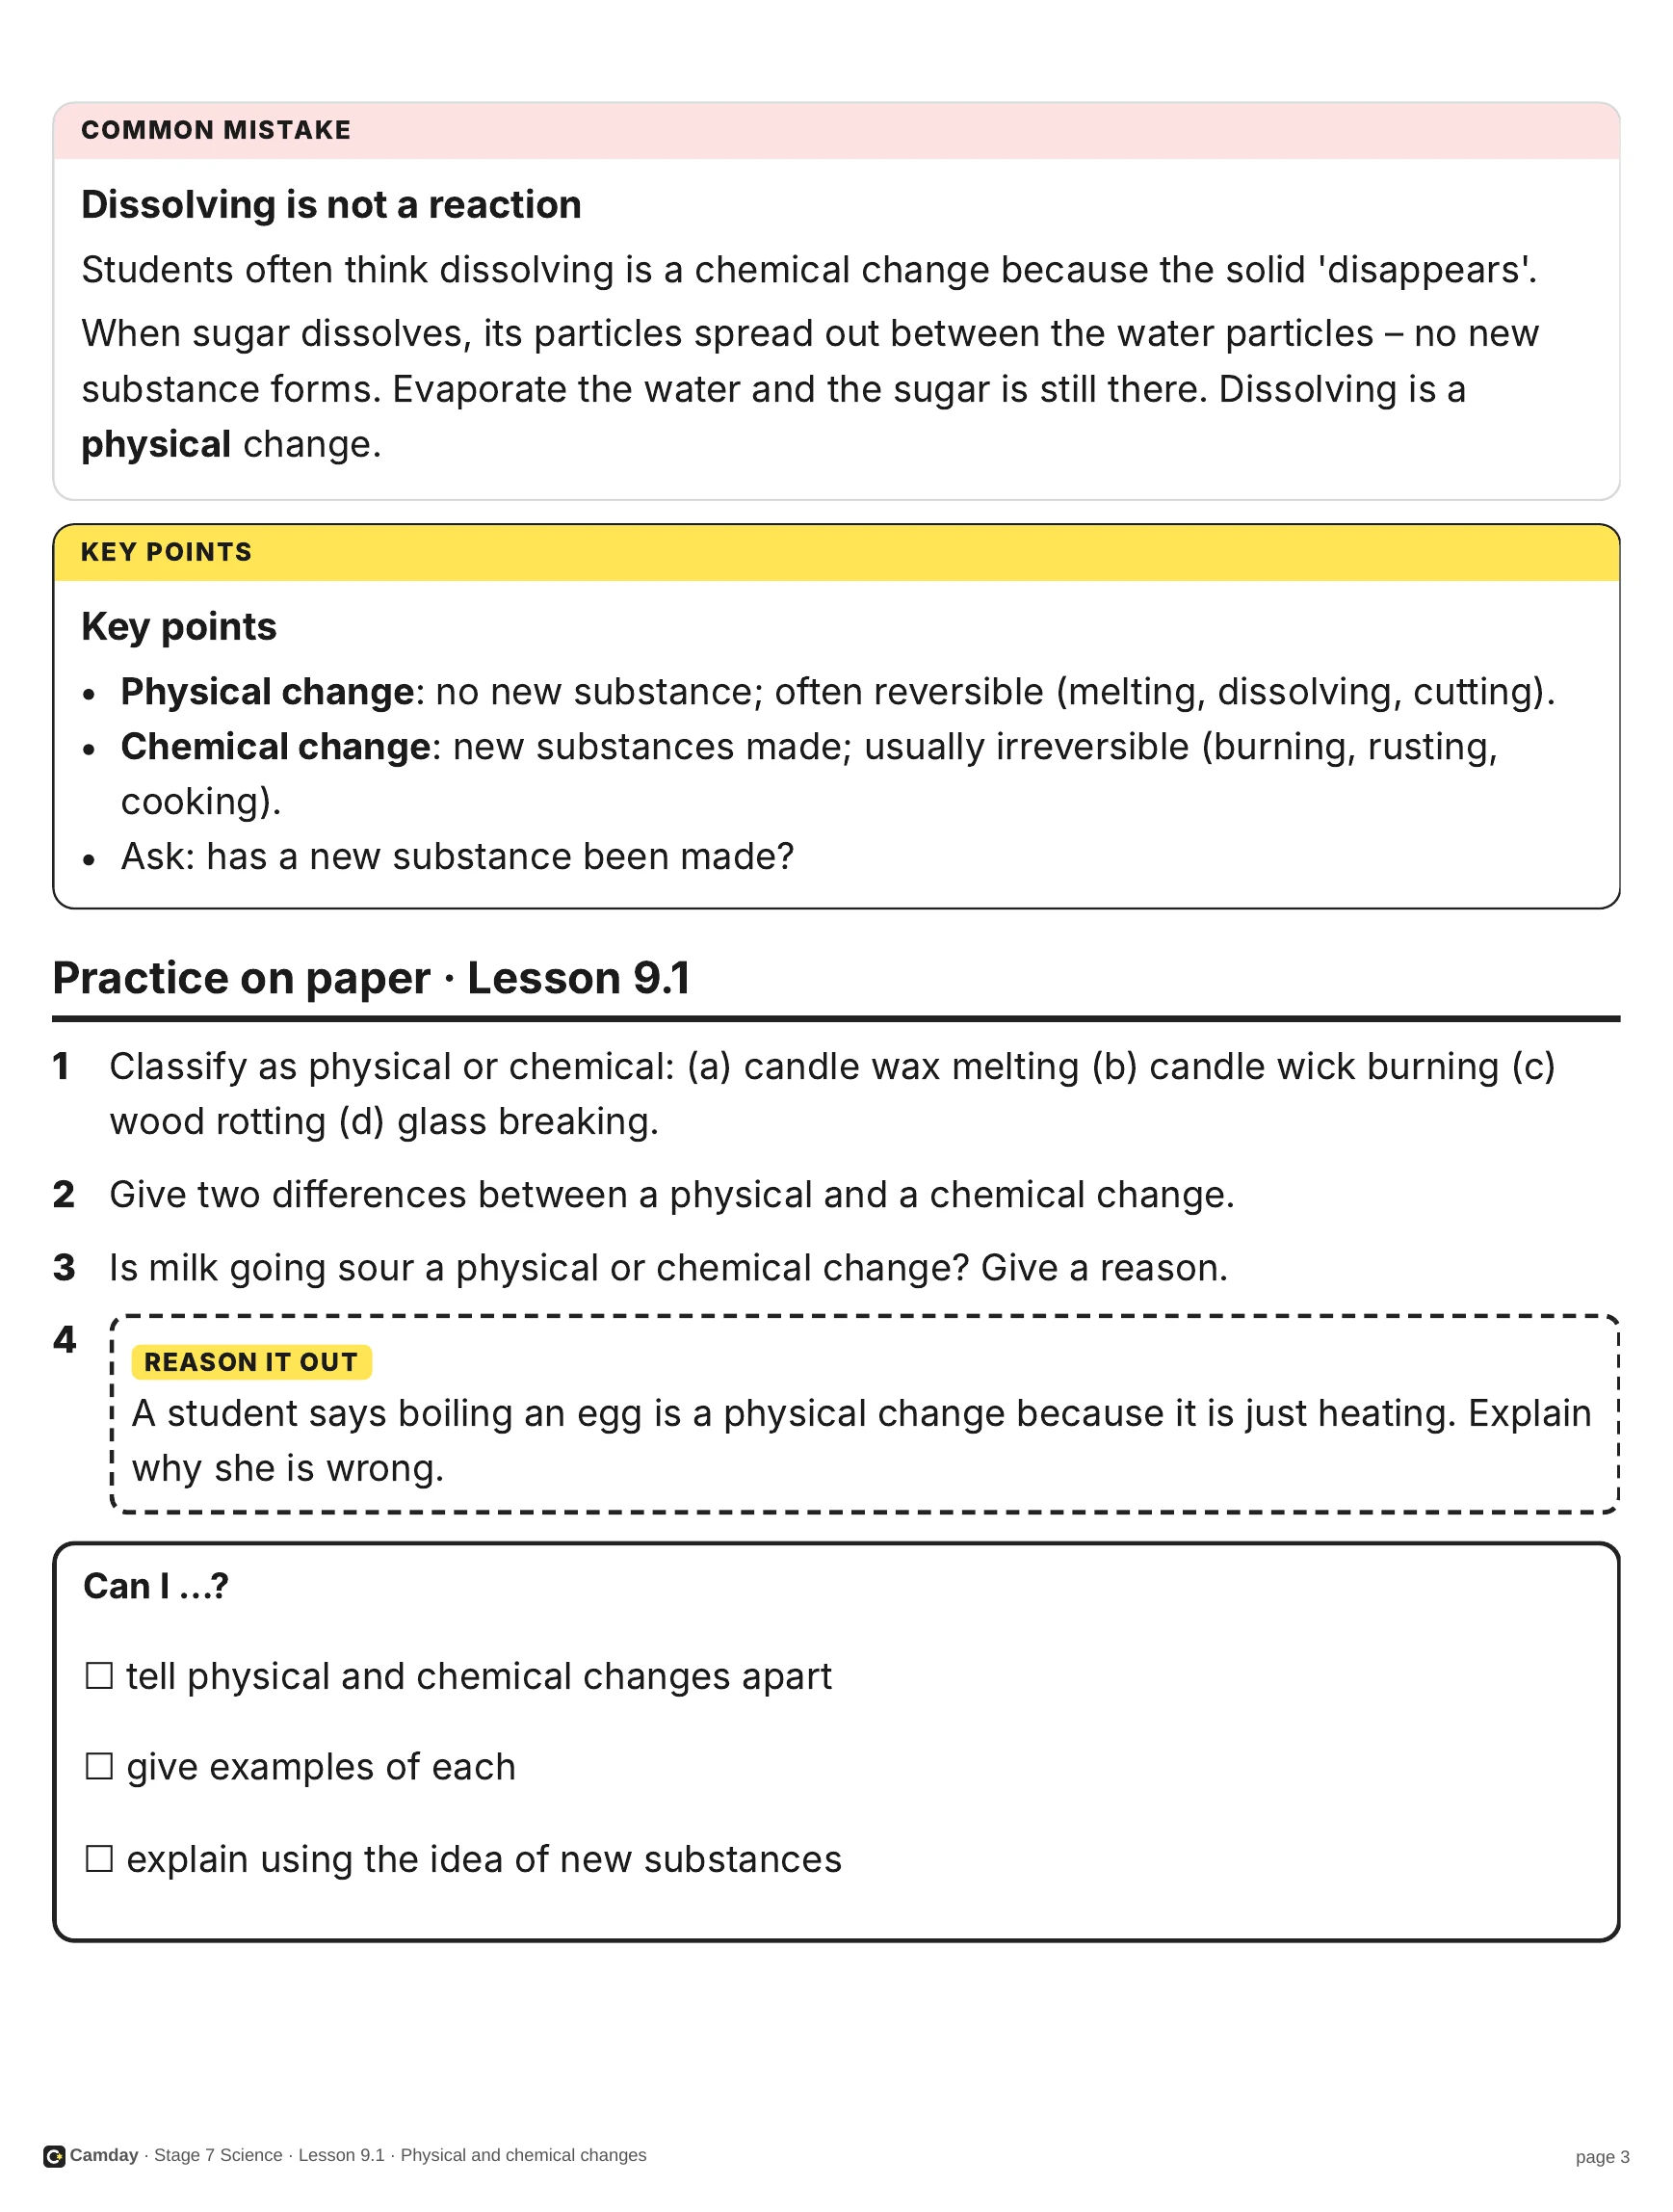 COMMON MISTAKE
Dissolving is not a reaction
Students often think dissolving is a chemical change because the solid 'disappears'.
When sugar dissolves, its particles spread out between the water particles – no new
substance forms. Evaporate the water and the sugar is still there. Dissolving is a
physical change.
KEY POINTS
Key points
• Physical change: no new substance; often reversible (melting, dissolving, cutting).
• Chemical change: new substances made; usually irreversible (burning, rusting,
cooking).
• Ask: has a new substance been made?
Practice on paper · Lesson 9.1
1 Classify as physical or chemical: (a) candle wax melting (b) candle wick burning (c)
wood rotting (d) glass breaking.
2 Give two differences between a physical and a chemical change.
3 Is milk going sour a physical or chemical change? Give a reason.
4 REASON IT OUT
A student says boiling an egg is a physical change because it is just heating. Explain
why she is wrong.
Can I ...?
☐ tell physical and chemical changes apart
☐ give examples of each
☐ explain using the idea of new substances
Camday · Stage 7 Science · Lesson 9.1 · Physical and chemical changes
page 3